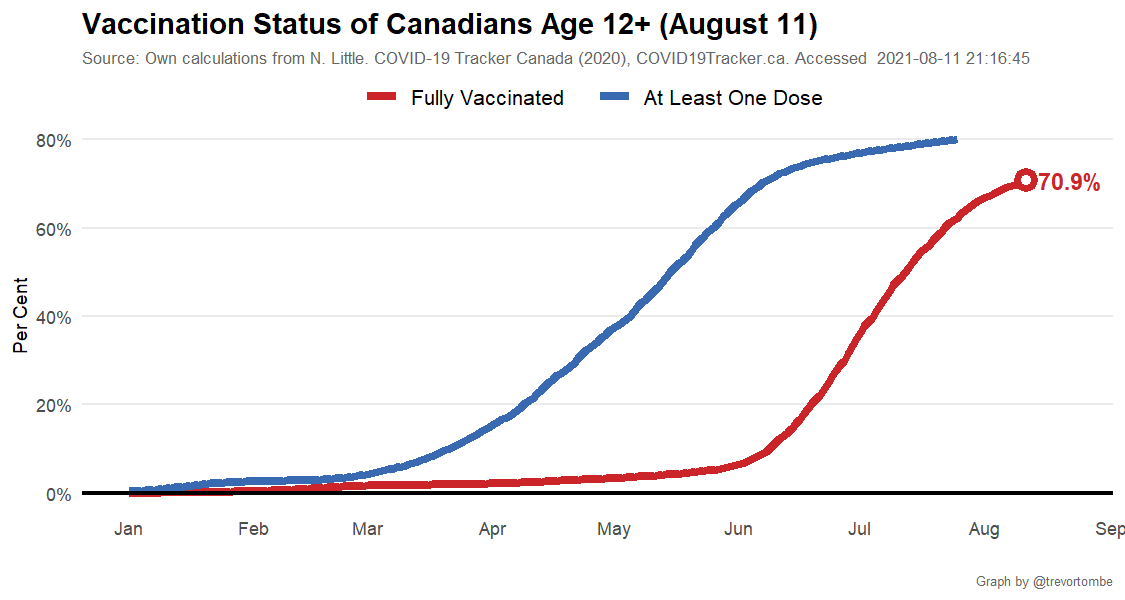 Vaccination Status of Canadians Age 12+ (August 11)
Source: Own calculations from N. Little. COVID-19 Tracker Canada (2020), COVID19Tracker.ca. Accessed  2021-08-11 21:16:45
Fully Vaccinated At Least One Dose
80%
70.9%
60%
Per Cent
40%
20%
0%
Jan Feb Mar Apr May Jun Jul Aug Sep
Graph by @trevortombe